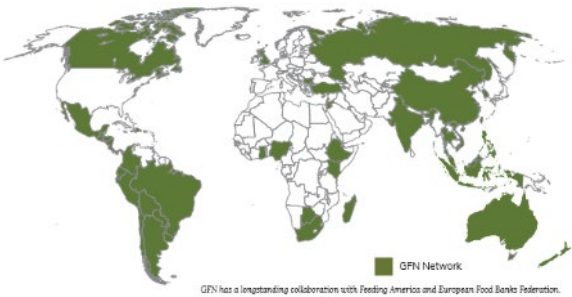 GFN Network
GFN has a longstanding collaboration with Feeding America and European Food Banks Federation.